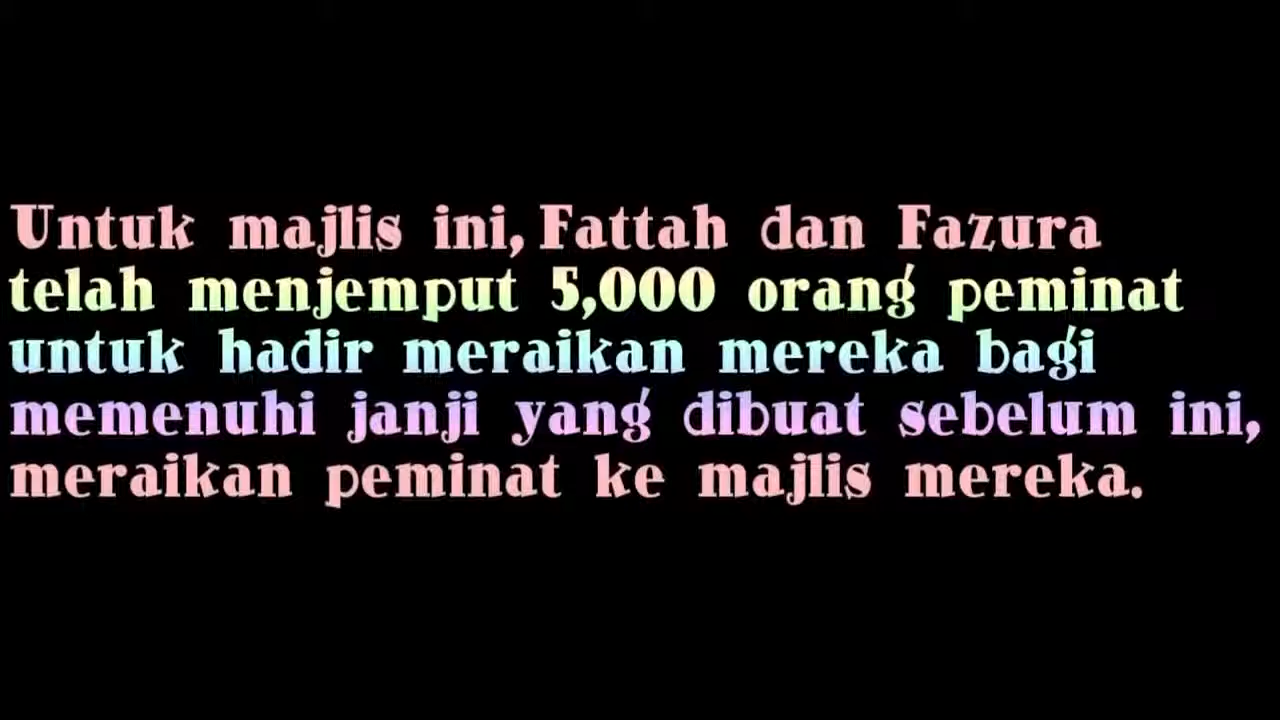 Untuk majlis ini, Fattah dan Fazura
telah menjemput 5,000 orang peminat
untuk hadir meraikan mereka bagi
memenuhi janji yang dibuat sebelum ini,
meraikan peminat ke majlis mereka.